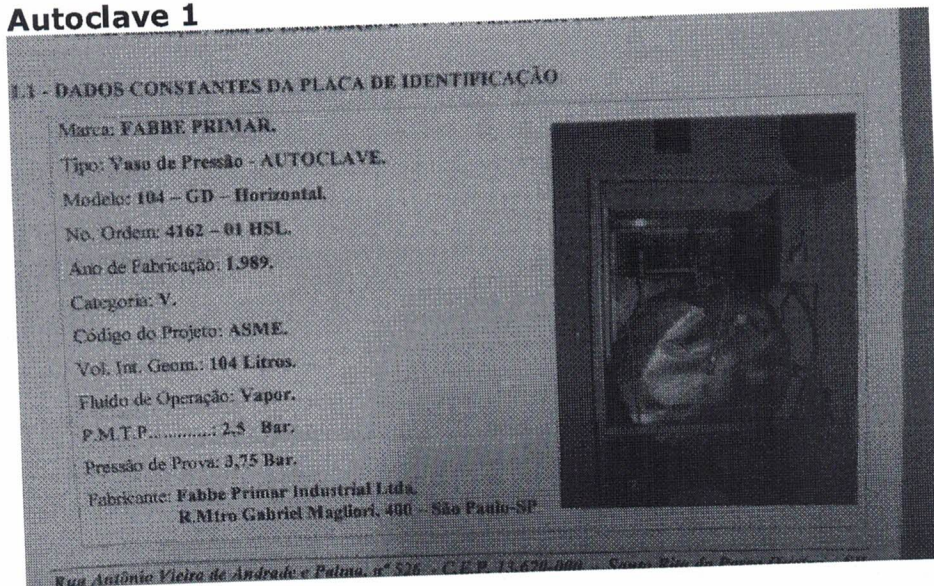 Autoclave 1
1.1 - DADOS CONSTANTES DA PLACA DE IDENTIFICAÇÃO
Marca: FABBE PRIMAR.
Tipo: Vaso de Pressão - AUTOCLAVE.
Modelo: 104 – GD – Horizontal.
No. Ordem: 4162 – 01 HSL.
Ano de Fabricação: 1.989.
Categoria: V.
Código do Projeto: ASME.
Vol. Int. Geom.: 104 Litros.
Fluido de Operação: Vapor.
P.M.T.P............: 2,5 Bar.
Pressão de Prova: 3,75 Bar.
Fabricante: Fabbe Primar Industrial Ltda.
R.Mtro Gabriel Magliori, 400 – São Paulo-SP
Rua Antônio Vieira de Andrade e Palma, nº 526 - C.E.P. 13.670-000